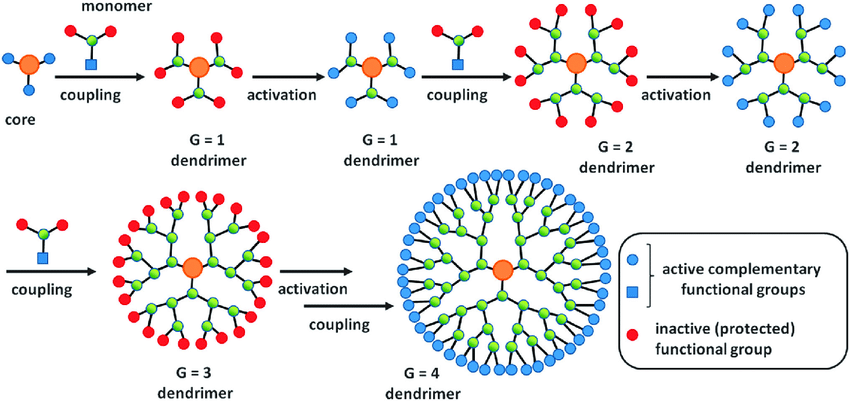 monomer
coupling
core
activation
coupling
activation
G = 1
dendrimer
G = 1
dendrimer
G = 2
dendrimer
G = 2
dendrimer
coupling
activation
coupling
G = 3
dendrimer
G = 4
dendrimer
active complementary
functional groups
inactive (protected)
functional group